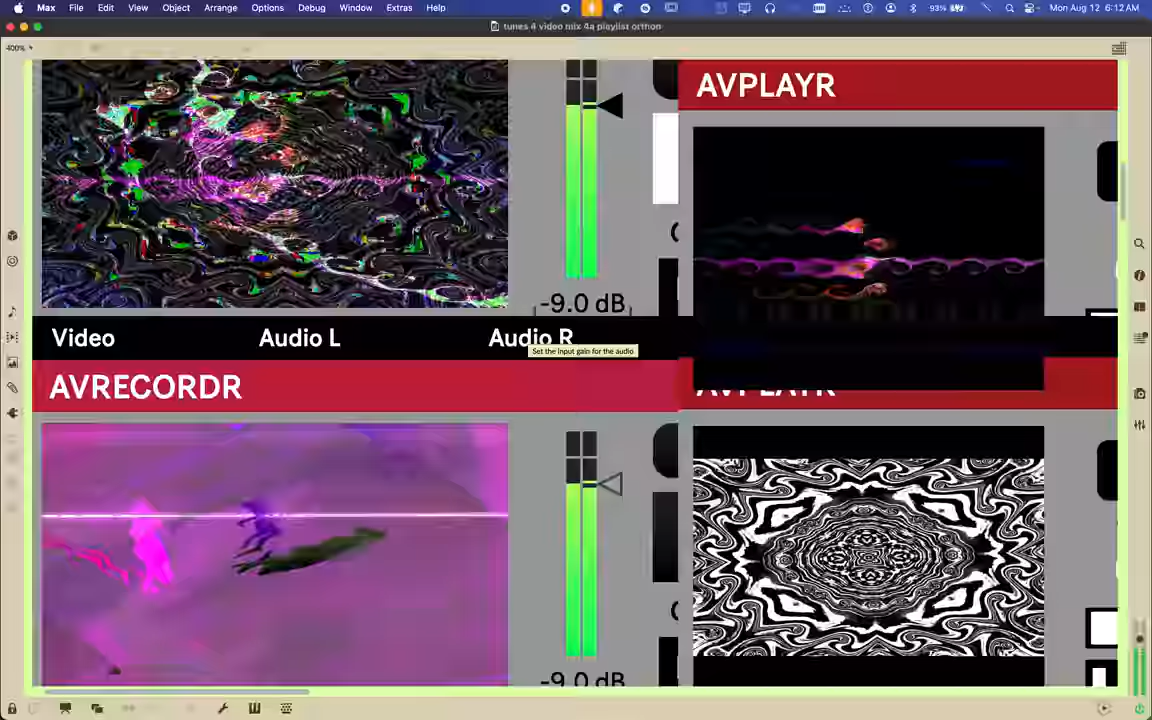 Max File Edit View Object Arrange Options Debug Window Extras Help
93%
Mon Aug 12 6:12 AM
tunes 4 video mix 4a playlist orthon
400%
AVPLAYR
-9.0 dB
Video Audio L Audio R
Set the input gain for the audio
AVRECORDR
AVPLAYR
-9.0 dB